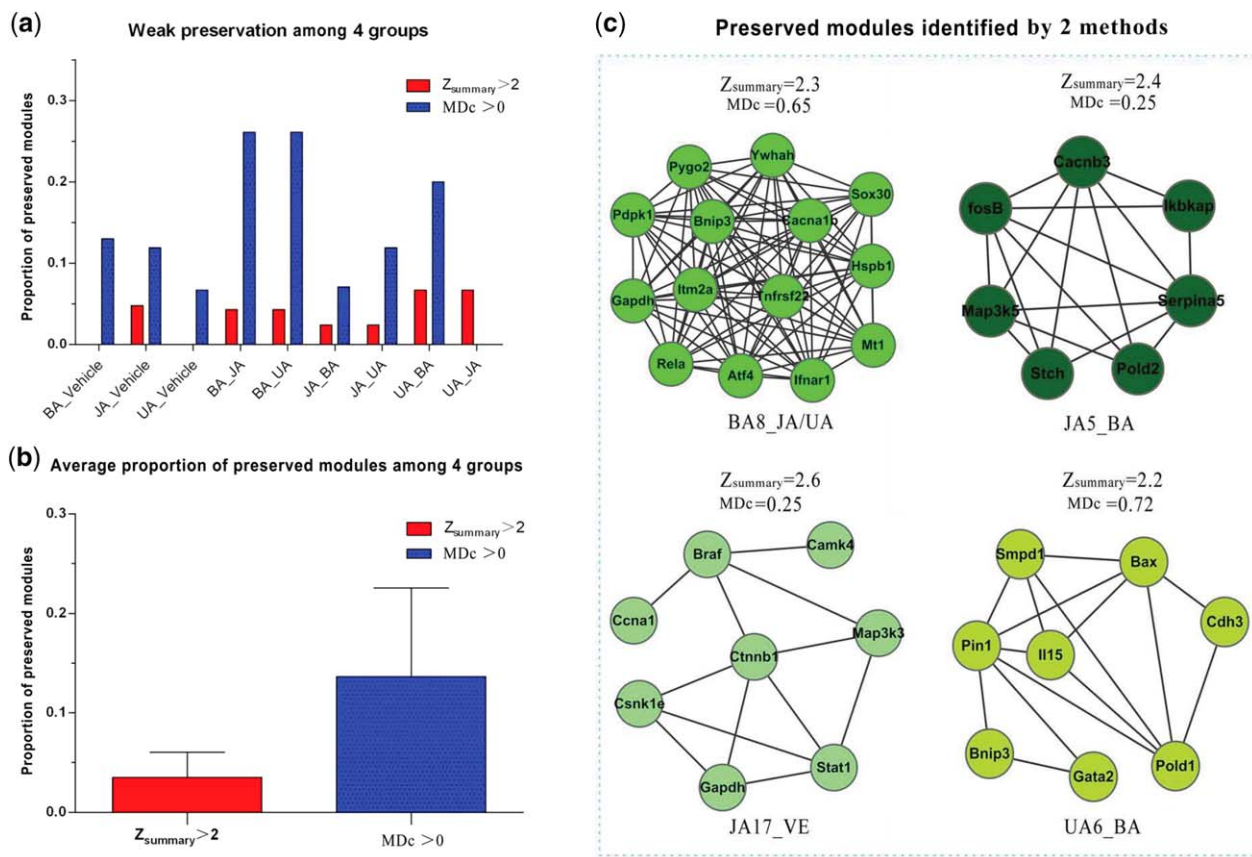 (a)
Weak preservation among 4 groups
Zsummary>2
MDc >0
Proportion of preserved modules
0.3
0.2
0.1
0.0
BA_Vehicle
JA_Vehicle
UA_Vehicle
BA_JA
BA_UA
JA_BA
JA_UA
UA_BA
UA_JA
(b)
Average proportion of preserved modules among 4 groups
Zsummary>2
MDc >0
Proportion of preserved modules
0.3
0.2
0.1
0.0
Zsummary>2
MDc >0
(c)
Preserved modules identified by 2 methods
Zsummary=2.3
MDc =0.65
Pygo2
Ywhah
Sox30
Pdpk1
Bnip3
Cacna1b
Hspb1
Gapdh
Itm2a
Tnfrsf22
Mt1
Rela
Atf4
Ifnar1
BA8_JA/UA
Zsummary=2.4
MDc =0.25
Cacnb3
fosB
Ikbkap
Map3k5
Serpina5
Stch
Pold2
JA5_BA
Zsummary=2.6
MDc =0.25
Braf
Camk4
Ccna1
Map3k3
Ctnnb1
Csnk1e
Stat1
Gapdh
JA17_VE
Zsummary=2.2
MDc =0.72
Smpd1
Bax
Cdh3
Pin1
Il15
Bnip3
Gata2
Pold1
UA6_BA